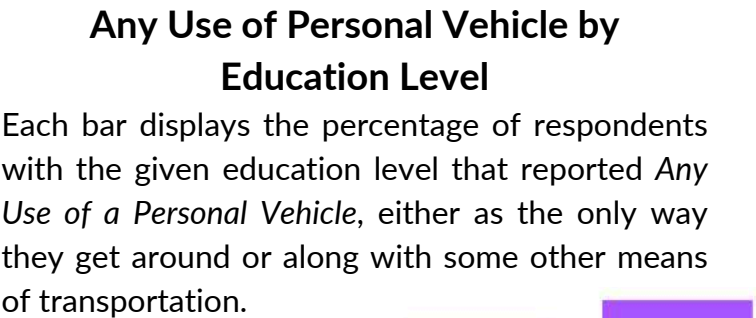 Any Use of Personal Vehicle by
Education Level
Each bar displays the percentage of respondents
with the given education level that reported Any
Use of a Personal Vehicle, either as the only way
they get around or along with some other means
of transportation.